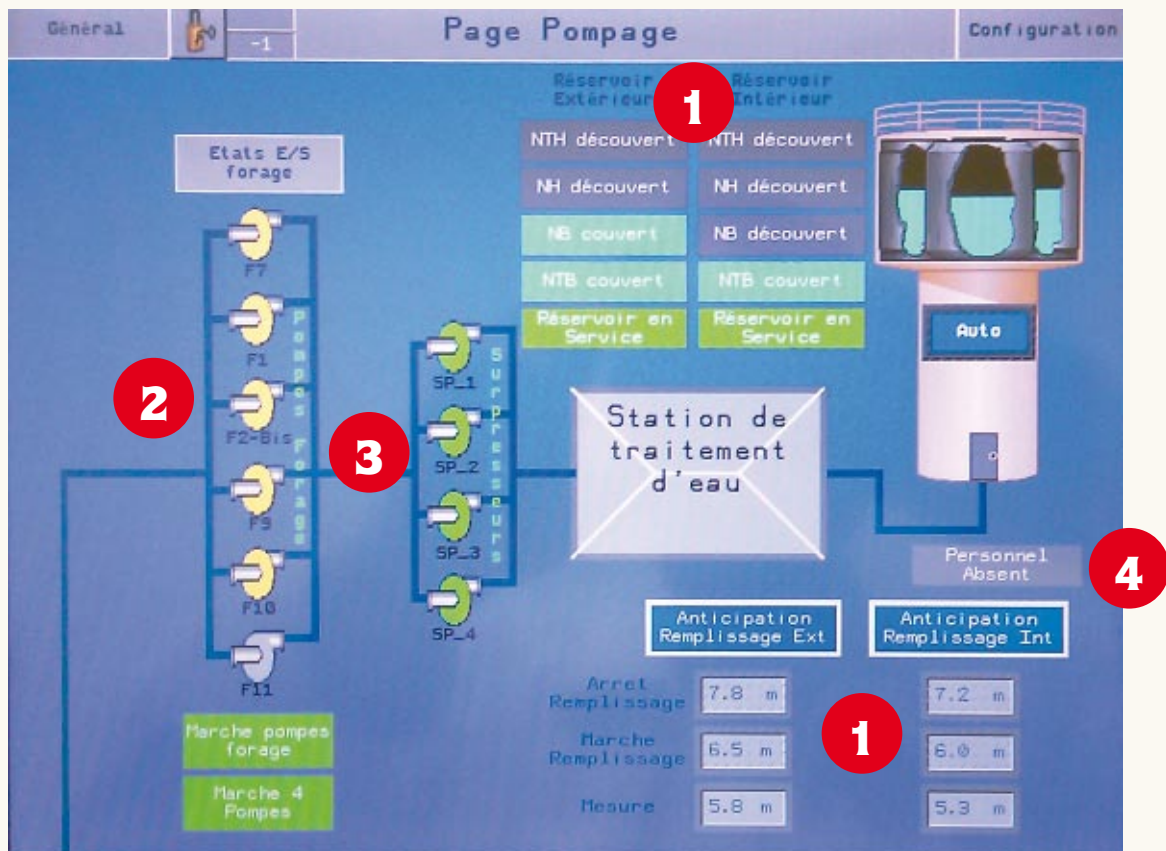 Général
-1
Page Pompage
Configuration
Réservoir
Extérieur
1
Réservoir
Intérieur
Etats E/S
forage
NTH découvert
NTH découvert
NH découvert
NH découvert
NB couvert
NB découvert
NTB couvert
NTB couvert
Réservoir en
Service
Réservoir en
Service
Auto
F7
F1
F2-Bis
F9
F10
F11
Pompes Forage
2
3
SP_1
SP_2
SP_3
SP_4
Surpresseurs
Station de
traitement
d'eau
Personnel
Absent
4
Anticipation
Remplissage Ext
Anticipation
Remplissage Int
Arret
Remplissage
7.8 m
7.2 m
Marche
Remplissage
6.5 m
1
6.0 m
Mesure
5.8 m
5.3 m
Marche pompes
forage
Marche 4
Pompes